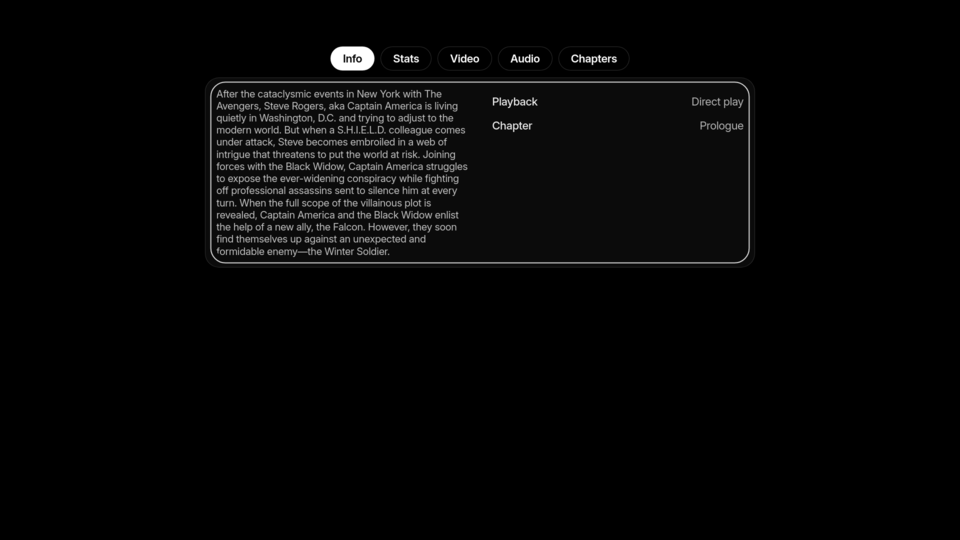 Info
Stats
Video
Audio
Chapters
After the cataclysmic events in New York with The
Avengers, Steve Rogers, aka Captain America is living
quietly in Washington, D.C. and trying to adjust to the
modern world. But when a S.H.I.E.L.D. colleague comes
under attack, Steve becomes embroiled in a web of
intrigue that threatens to put the world at risk. Joining
forces with the Black Widow, Captain America struggles
to expose the ever-widening conspiracy while fighting
off professional assassins sent to silence him at every
turn. When the full scope of the villainous plot is
revealed, Captain America and the Black Widow enlist
the help of a new ally, the Falcon. However, they soon
find themselves up against an unexpected and
formidable enemy—the Winter Soldier.
Playback Direct play
Chapter Prologue